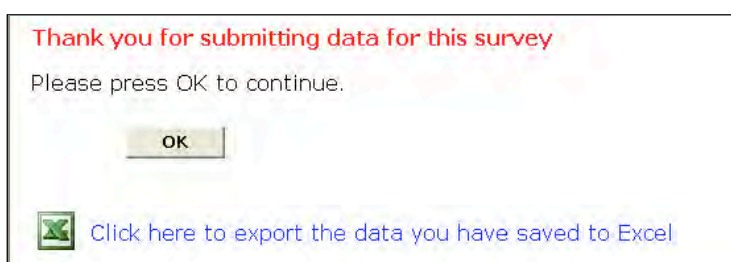 Thank you for submitting data for this survey
Please press OK to continue.
OK
Click here to export the data you have saved to Excel